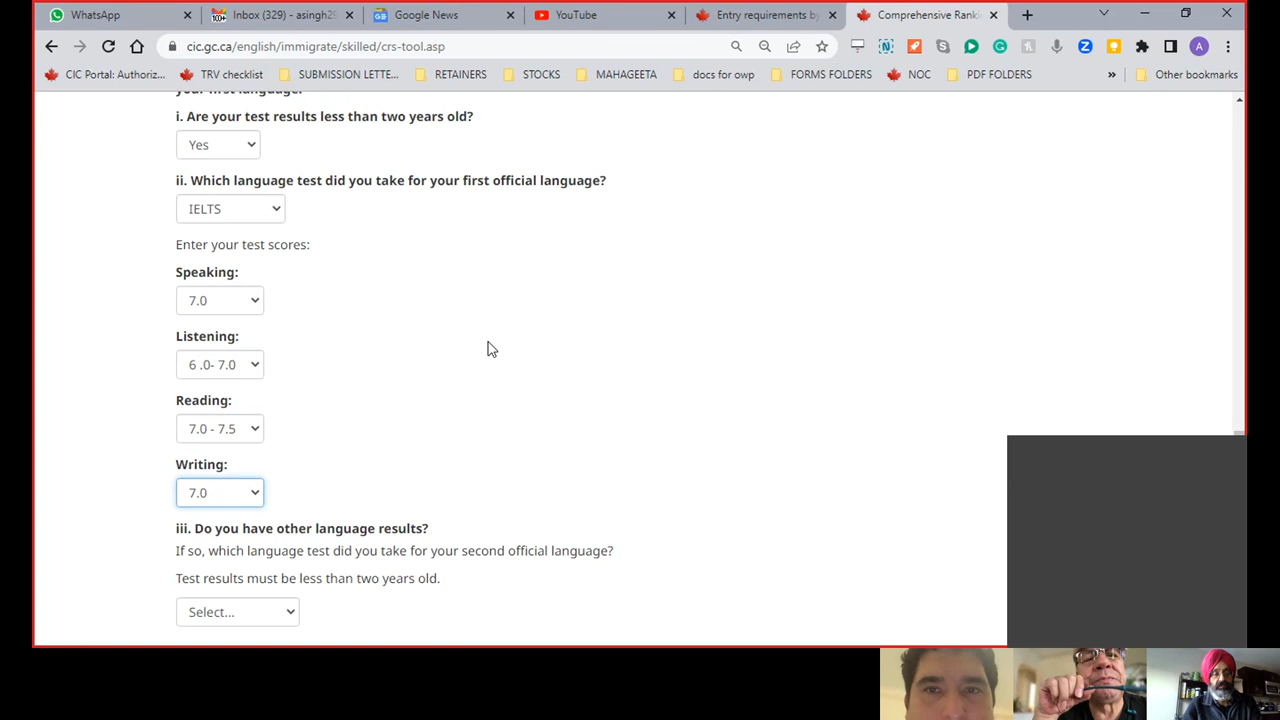 WhatsApp
Inbox (329) - asingh29
Google News
YouTube
Entry requirements by
Comprehensive Rankin
cic.gc.ca/english/immigrate/skilled/crs-tool.asp
A
CIC Portal: Authoriz...
TRV checklist
SUBMISSION LETTE...
RETAINERS
STOCKS
MAHAGEETA
docs for owp
FORMS FOLDERS
NOC
PDF FOLDERS
»
Other bookmarks
your first language.
i. Are your test results less than two years old?
Yes
ii. Which language test did you take for your first official language?
IELTS
Enter your test scores:
Speaking:
7.0
Listening:
6 .0- 7.0
Reading:
7.0 - 7.5
Writing:
7.0
iii. Do you have other language results?
If so, which language test did you take for your second official language?
Test results must be less than two years old.
Select...